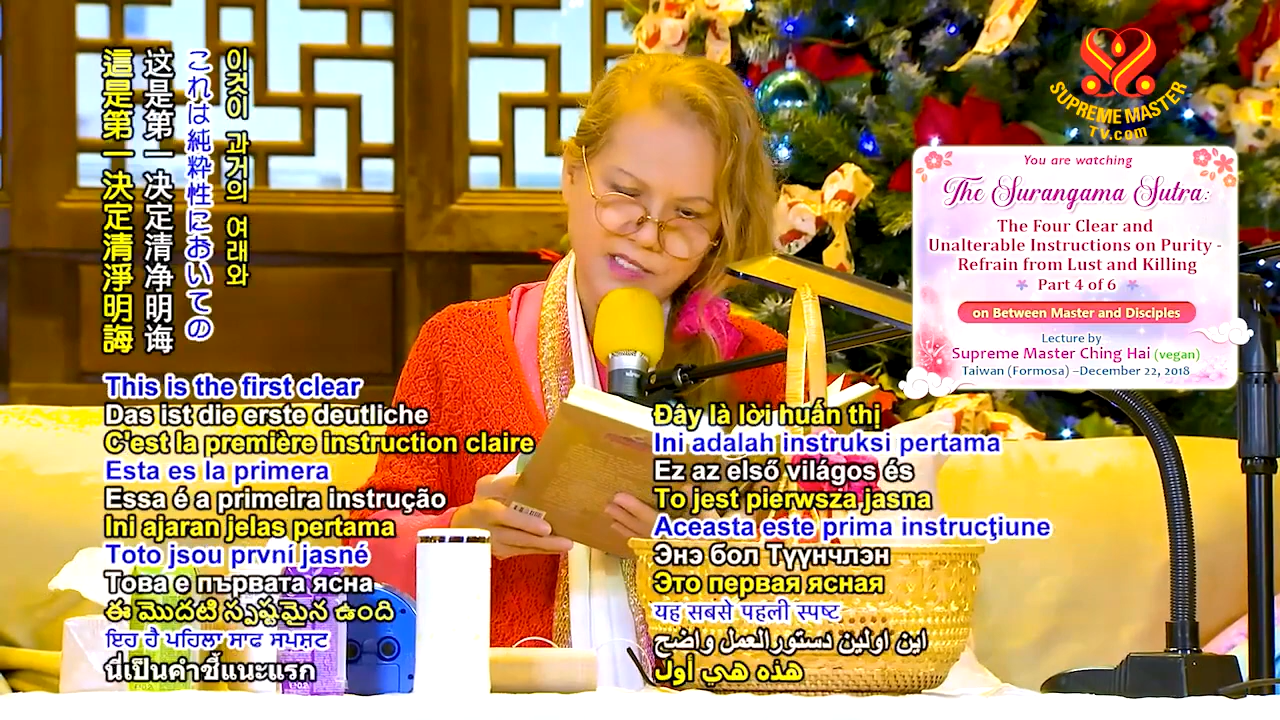 이것이 과거의 여래와
これは純粋性においての
这是第一决定清净明诲
這是第一決定清淨明誨
SUPREME MASTER
TV.com
You are watching
The Surangama Sutra:
The Four Clear and
Unalterable Instructions on Purity -
Refrain from Lust and Killing
Part 4 of 6
on Between Master and Disciples
Lecture by
Supreme Master Ching Hai (vegan)
Taiwan (Formosa) –December 22, 2018
This is the first clear
Das ist die erste deutliche
C'est la première instruction claire
Esta es la primera
Essa é a primeira instrução
Ini ajaran jelas pertama
Toto jsou první jasné
Това е първата ясна
ఈ మొదటి స్పష్టమైన ఉంది
ਇਹ ਹੈ ਪਹਿਲਾ ਸਾਫ ਸਪਸ਼ਟ
นี่เป็นคำชี้แนะแรก
Đây là lời huấn thị
Ini adalah instruksi pertama
Ez az első világos és
To jest pierwsza jasna
Aceasta este prima instrucţiune
Энэ бол Түүнчлэн
Это первая ясная
यह सबसे पहली स्पष्ट
این اولین دستورالعمل واضح
هذه هي أول